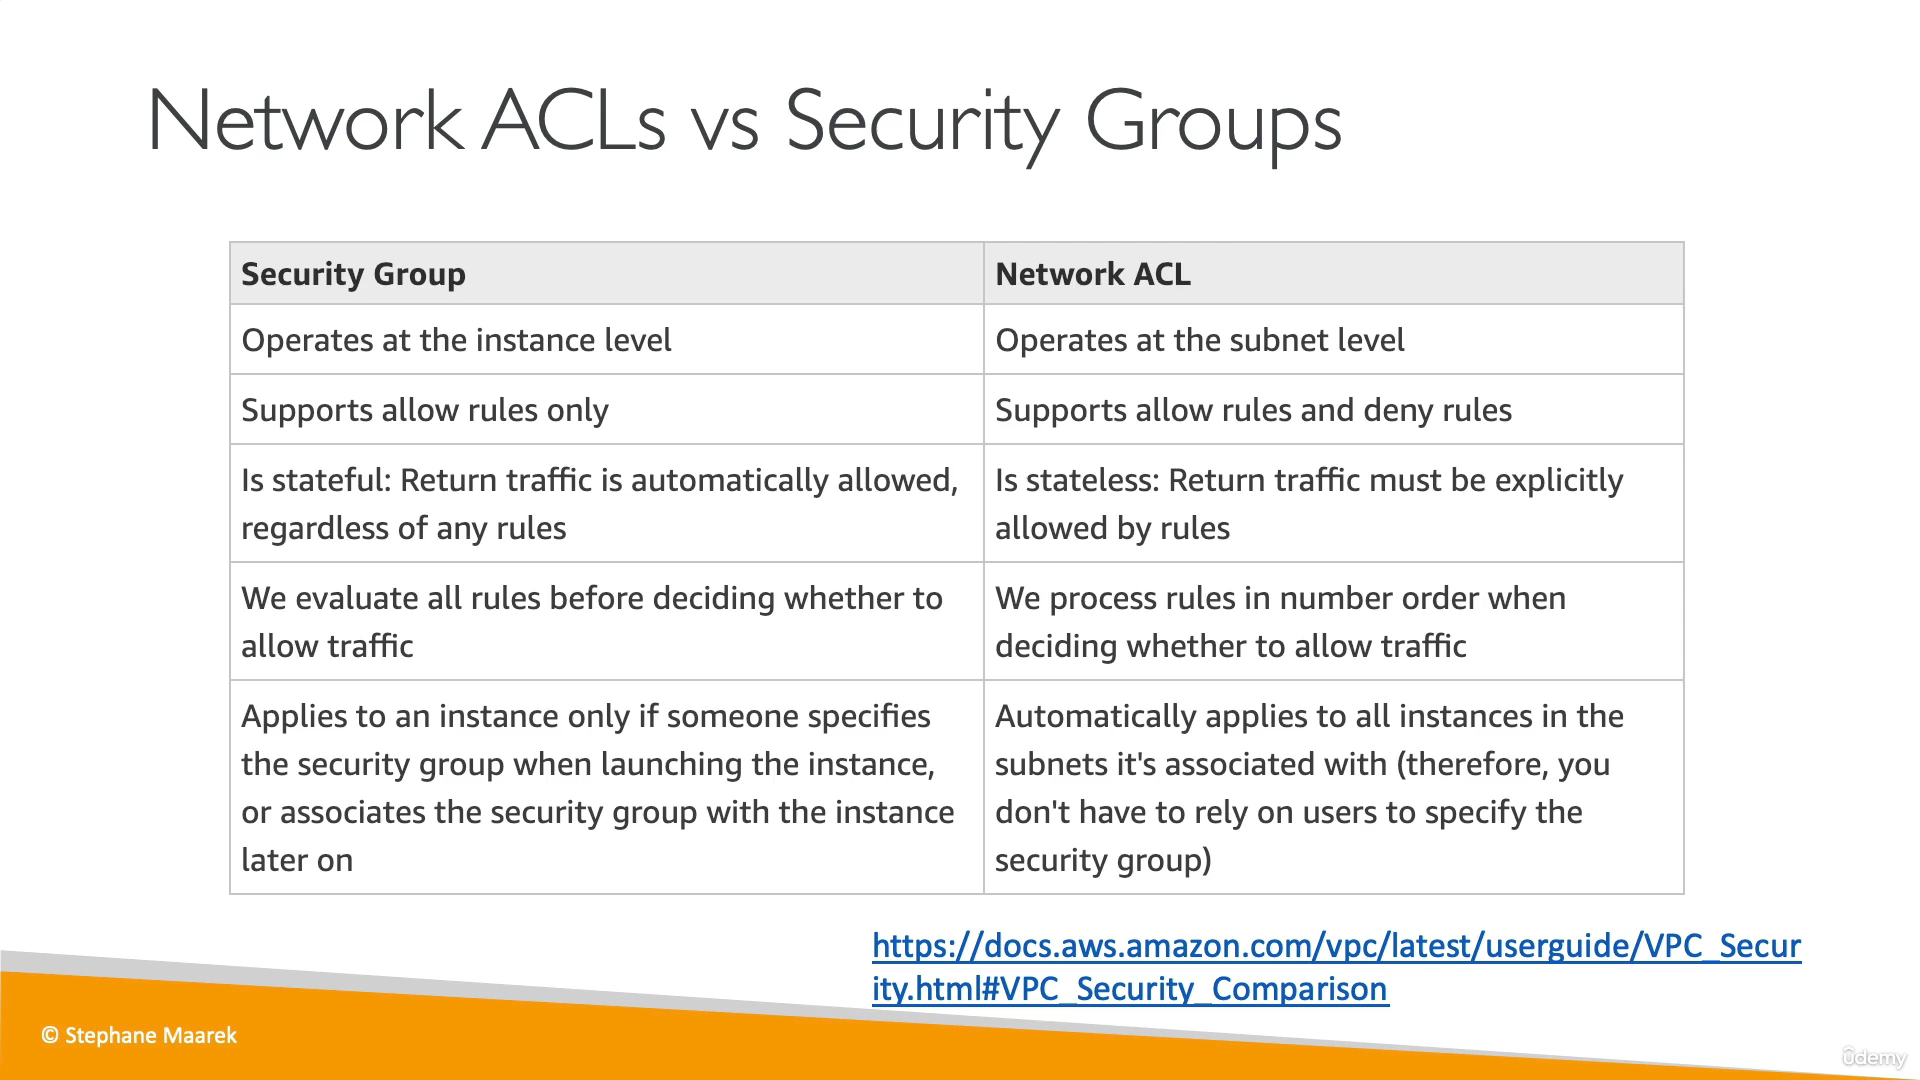 Network ACLs vs Security Groups
Security Group
Network ACL
Operates at the instance level
Operates at the subnet level
Supports allow rules only
Supports allow rules and deny rules
Is stateful: Return traffic is automatically allowed,
regardless of any rules
Is stateless: Return traffic must be explicitly
allowed by rules
We evaluate all rules before deciding whether to
allow traffic
We process rules in number order when
deciding whether to allow traffic
Applies to an instance only if someone specifies
the security group when launching the instance,
or associates the security group with the instance
later on
Automatically applies to all instances in the
subnets it's associated with (therefore, you
don't have to rely on users to specify the
security group)
https://docs.aws.amazon.com/vpc/latest/userguide/VPC_Secur
ity.html#VPC_Security_Comparison
© Stephane Maarek
ûdemy